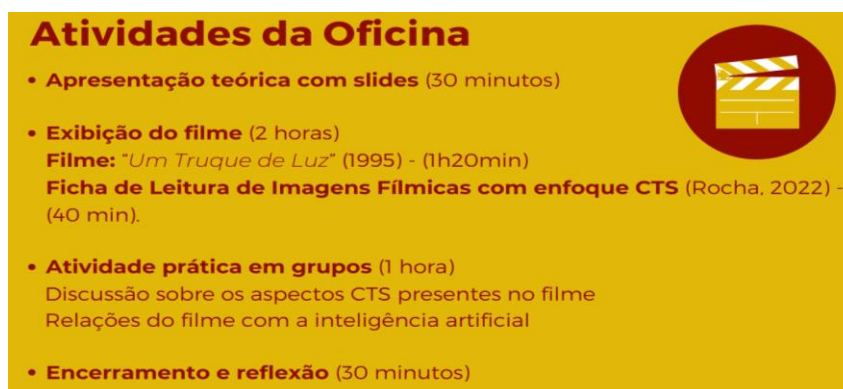 Atividades da Oficina
• Apresentação teórica com slides (30 minutos)
• Exibição do filme (2 horas)
Filme: "Um Truque de Luz" (1995) - (1h20min)
Ficha de Leitura de Imagens Fílmicas com enfoque CTS (Rocha, 2022) -
(40 min).
• Atividade prática em grupos (1 hora)
Discussão sobre os aspectos CTS presentes no filme
Relações do filme com a inteligência artificial
• Encerramento e reflexão (30 minutos)